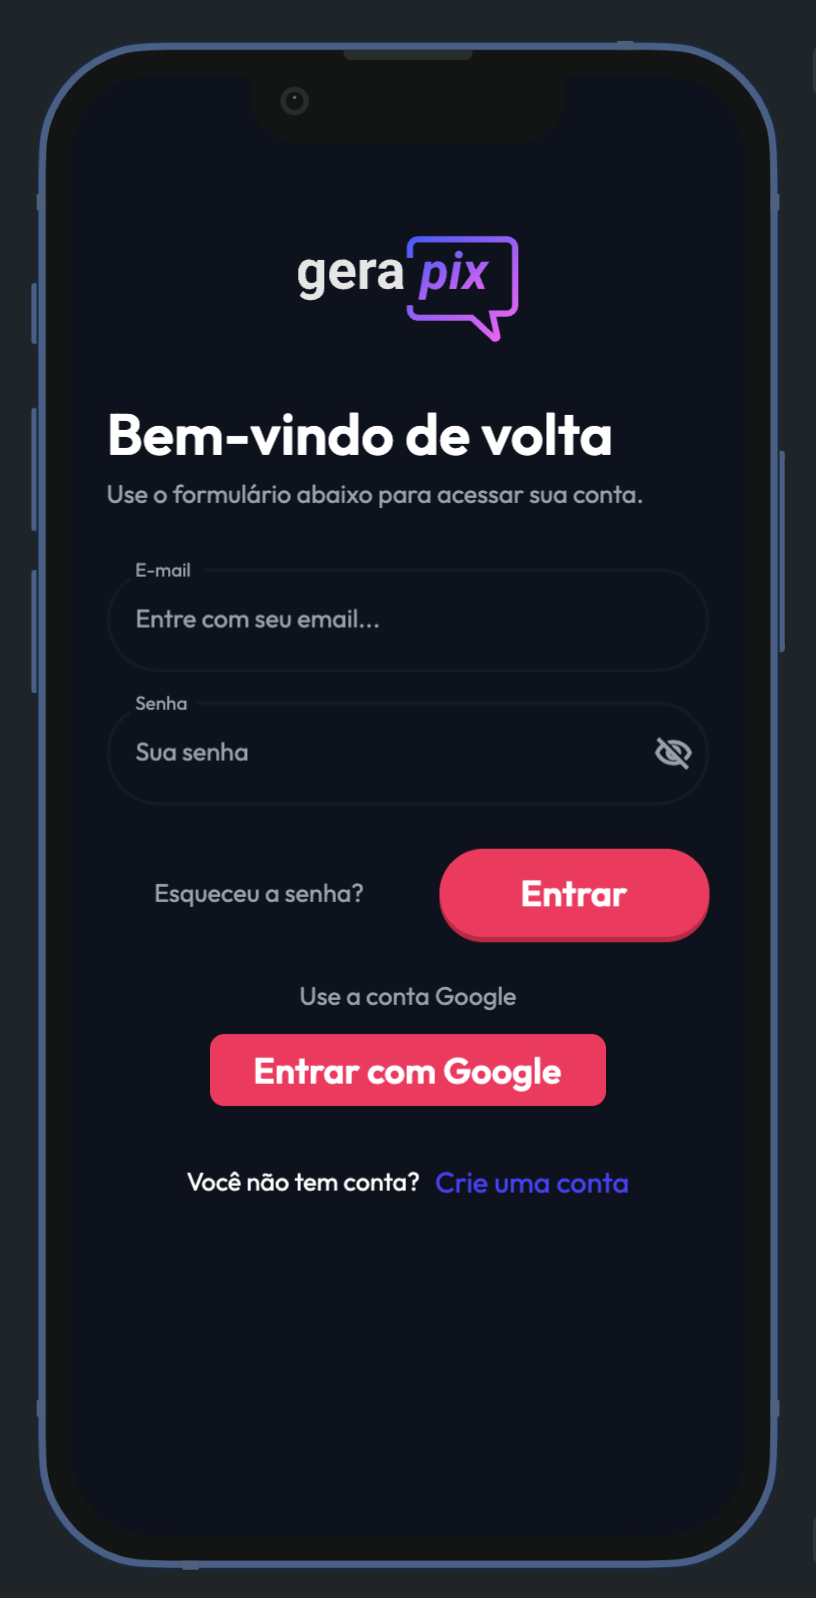 gera pix
Bem-vindo de volta
Use o formulário abaixo para acessar sua conta.
E-mail
Entre com seu email...
Senha
Sua senha
Esqueceu a senha?
Entrar
Use a conta Google
Entrar com Google
Você não tem conta? Crie uma conta